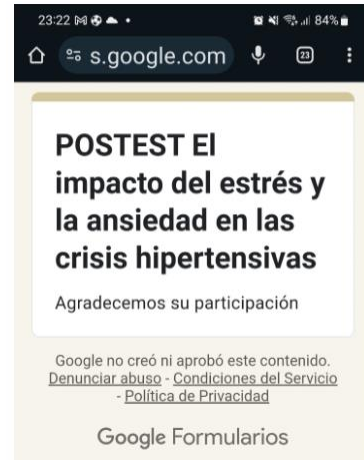 23:22
84%
s.google.com
23
POSTEST El
impacto del estrés y
la ansiedad en las
crisis hipertensivas
Agradecemos su participación
Google no creó ni aprobó este contenido.
Denunciar abuso - Condiciones del Servicio
- Política de Privacidad
Google Formularios